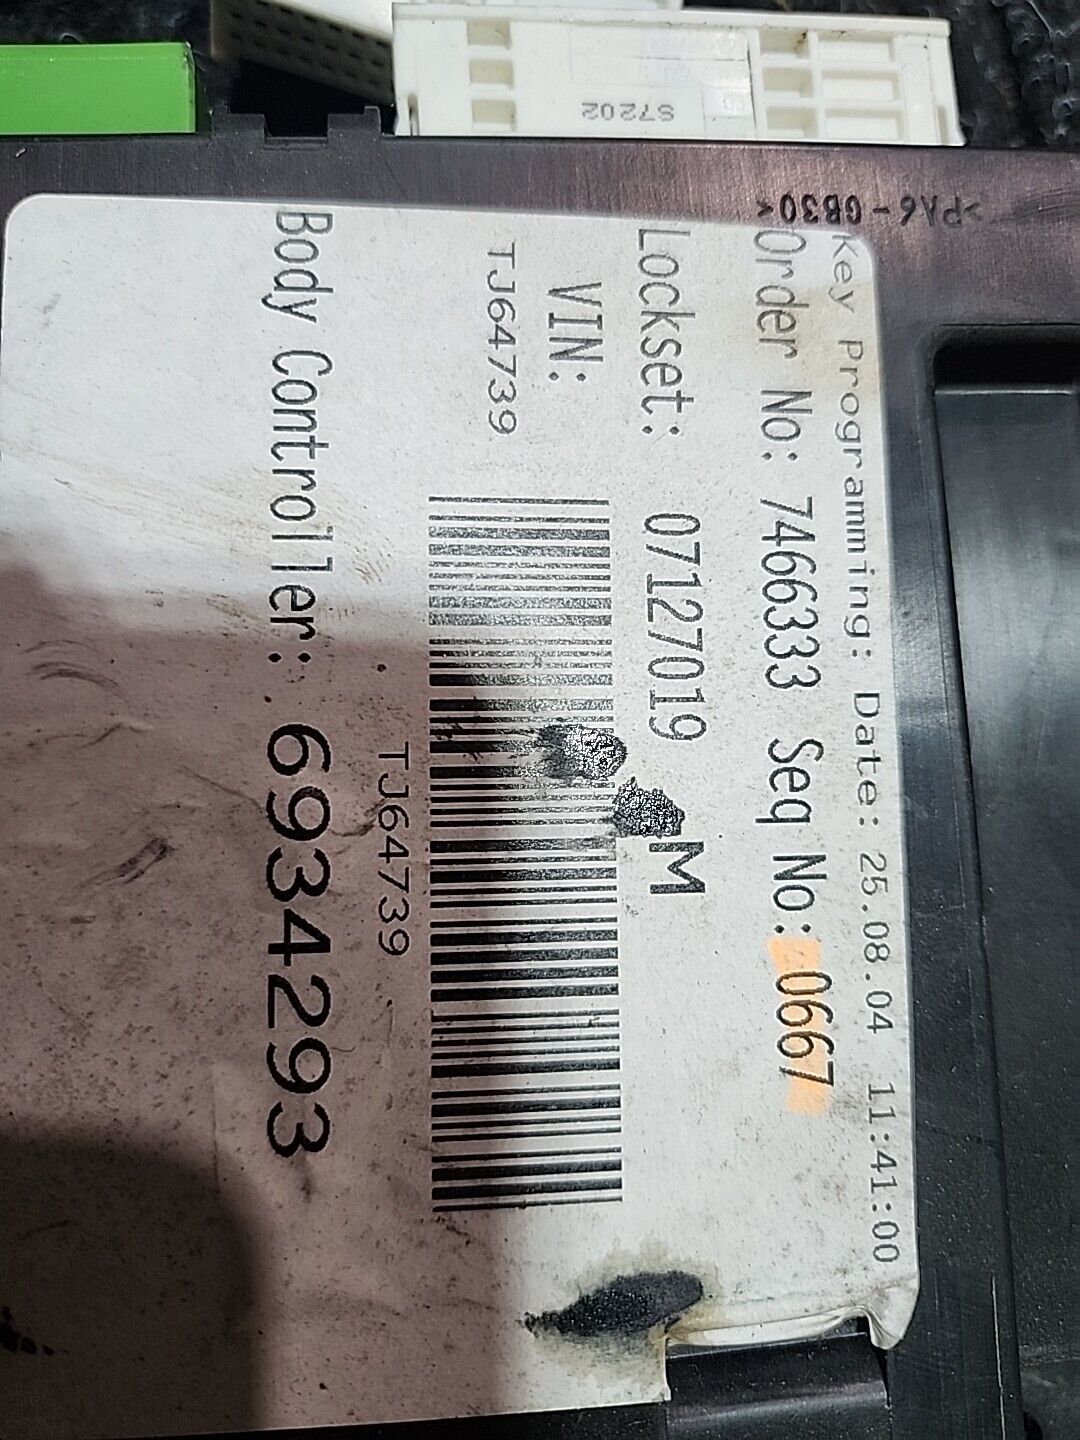 Key Programming: Date: 25.08.04 11:41:00
Order No: 7466333 Seq No: 0667
Lockset: 07127019 M
VIN:
TJ64739
TJ64739
Body Controller: 6934293
>PA6-GB30<
S7202